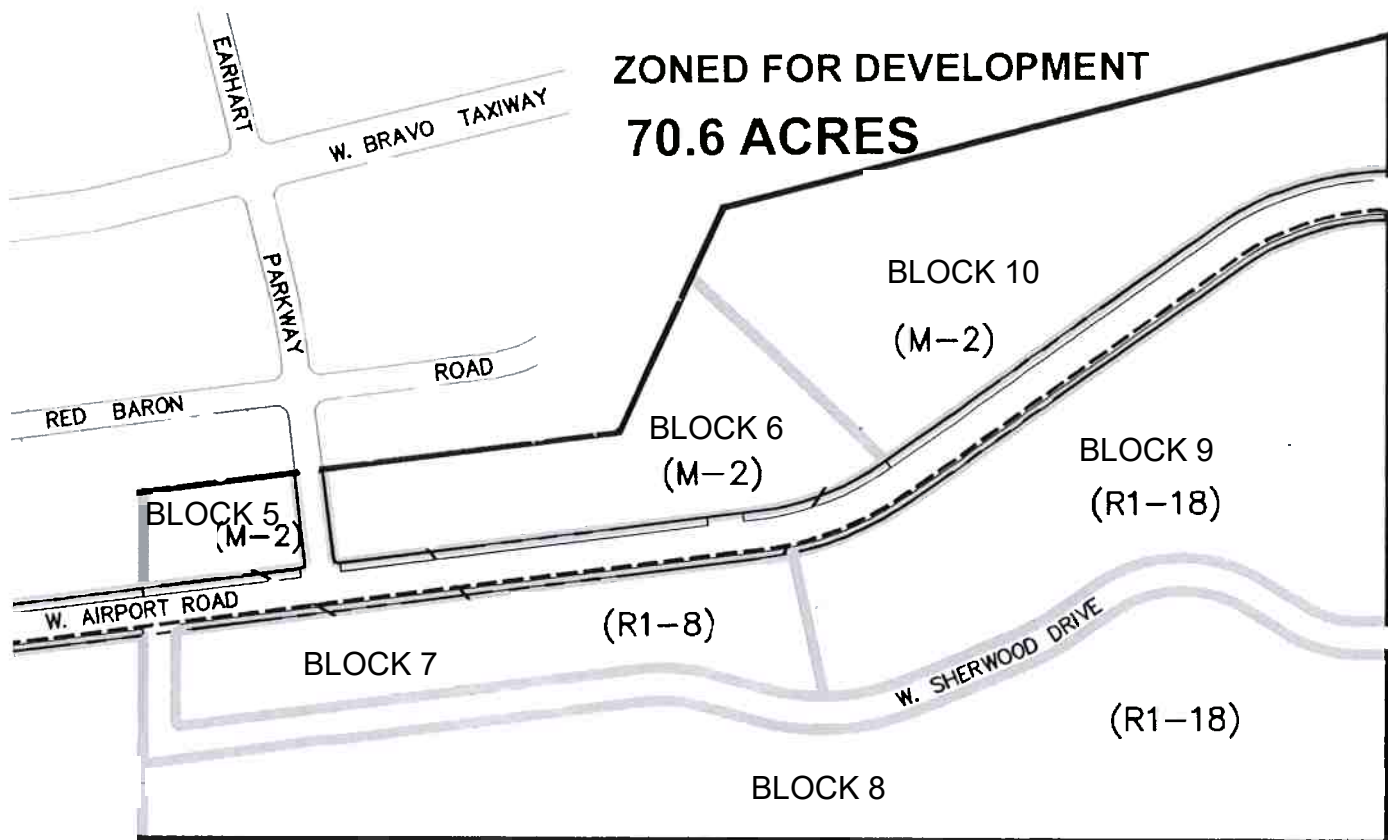 ZONED FOR DEVELOPMENT
70.6 ACRES
EARHART
PARKWAY
W. BRAVO TAXIWAY
RED BARON
ROAD
BLOCK 10
(M-2)
BLOCK 6
(M-2)
BLOCK 9
(R1-18)
BLOCK 5
(M-2)
W. AIRPORT ROAD
(R1-8)
BLOCK 7
W. SHERWOOD DRIVE
(R1-18)
BLOCK 8